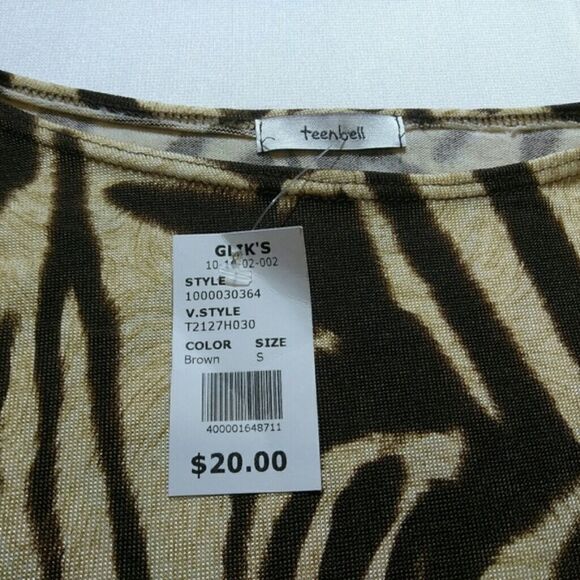 teenbell
GLIK'S
STYLE
1000030364
V.STYLE
T2127H030
COLOR SIZE
Brown S
400001648711
$20.00